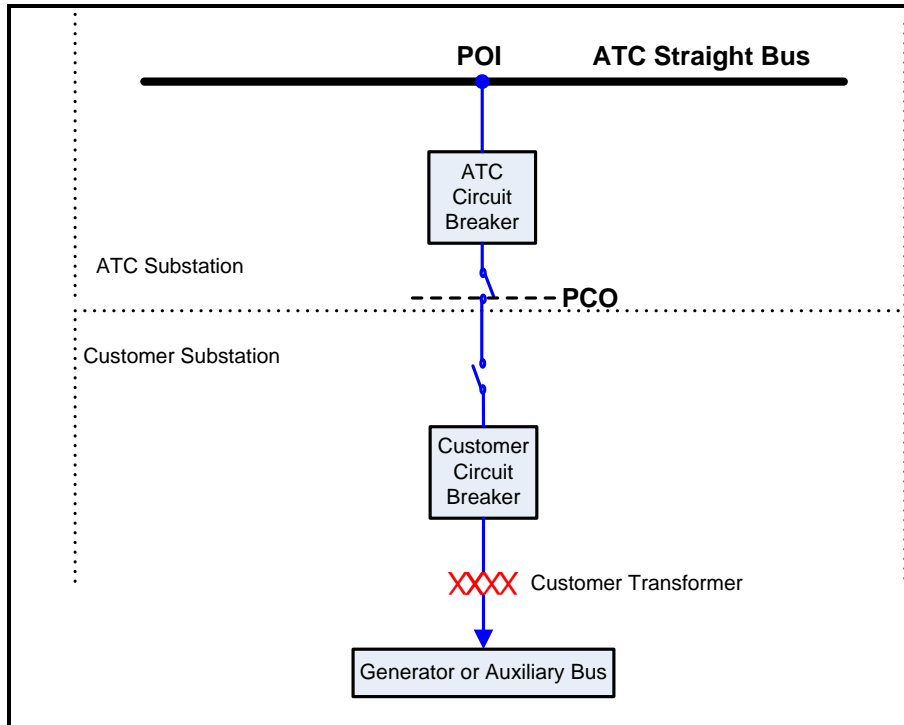 POI
ATC Straight Bus
ATC
Circuit
Breaker
ATC Substation
PCO
Customer Substation
Customer
Circuit
Breaker
Customer Transformer
Generator or Auxiliary Bus